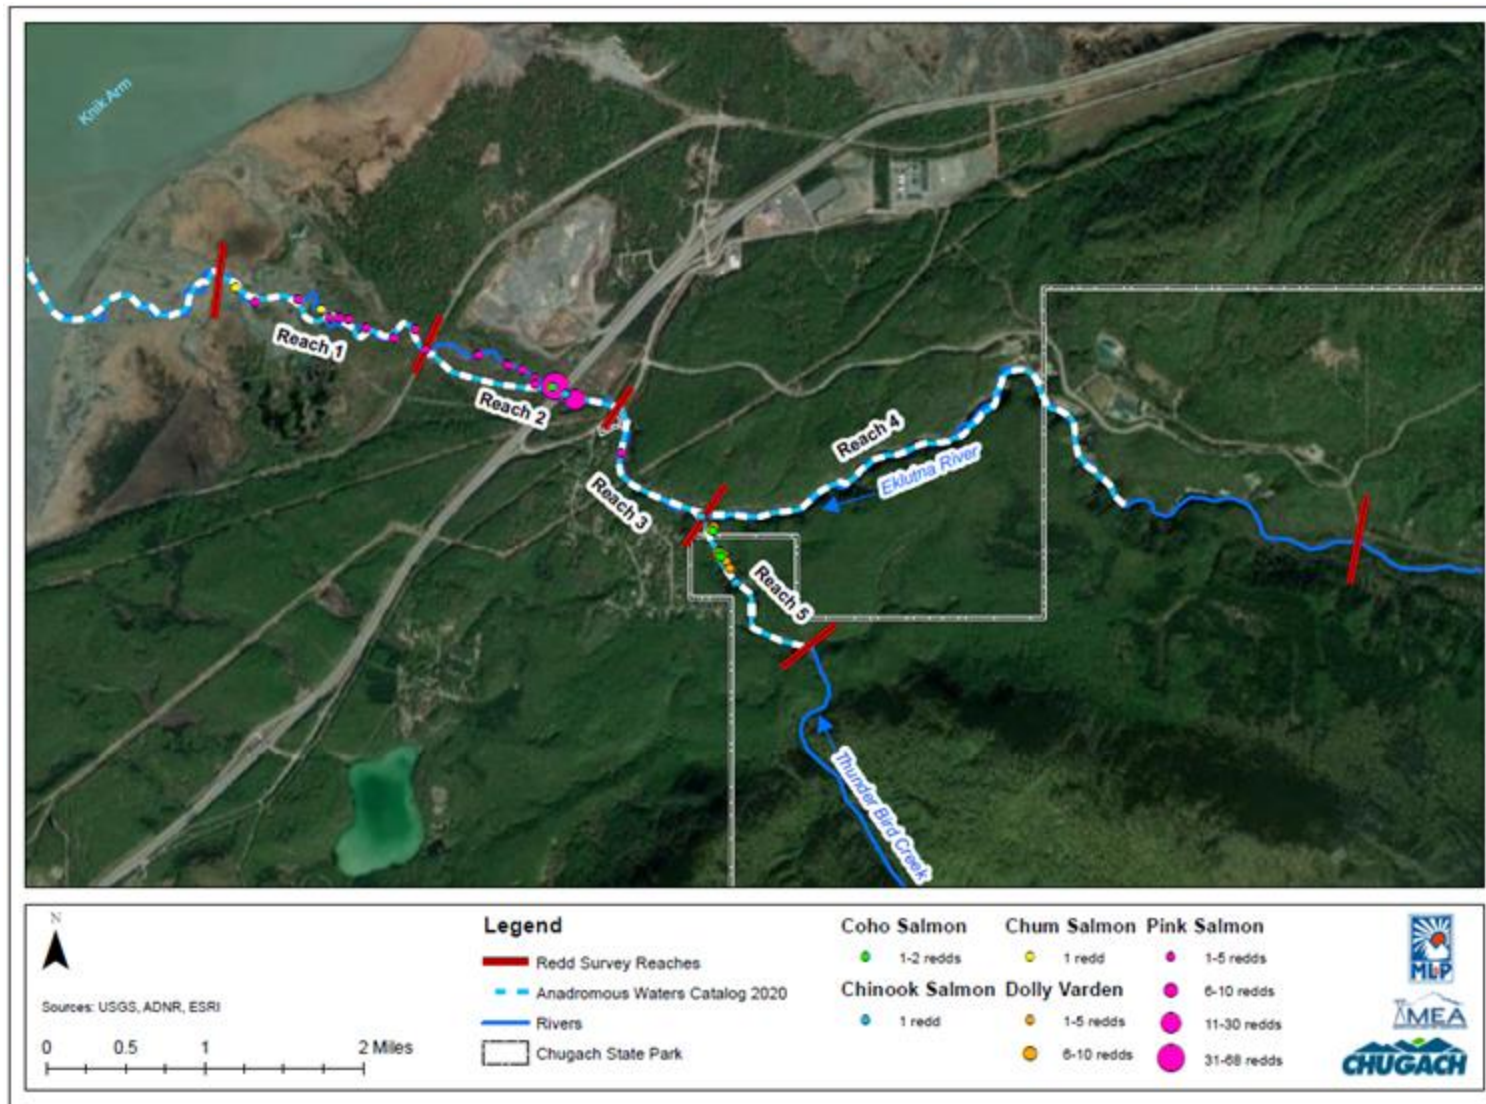 Knik Arm
Reach 1
Reach 2
Reach 3
Reach 4
Eklutna River
Reach 5
Thunder Bird Creek
N
Sources: USGS, ADNR, ESRI
0 0.5 1 2 Miles
Legend
Redd Survey Reaches
Anadromous Waters Catalog 2020
Rivers
Chugach State Park
Coho Salmon
1-2 redds
Chinook Salmon
1 redd
Chum Salmon
1 redd
Dolly Varden
1-5 redds
6-10 redds
Pink Salmon
1-5 redds
6-10 redds
11-30 redds
31-68 redds
ML&P
MEA
CHUGACH